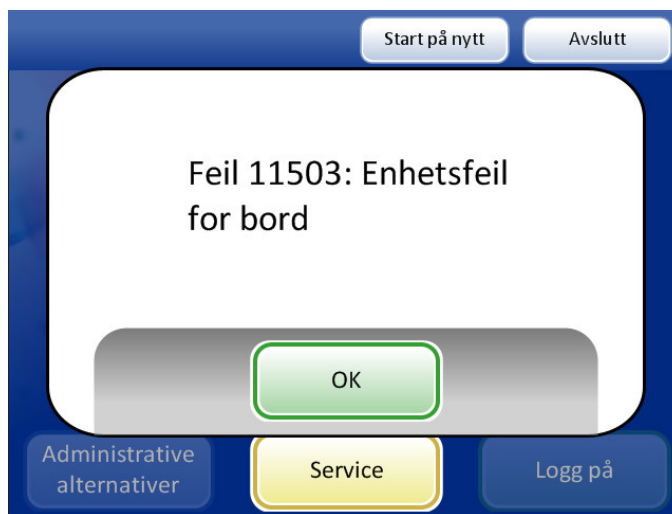 Start på nytt
Avslutt
Feil 11503: Enhetsfeil
for bord
OK
Administrative
alternativer
Service
Logg på